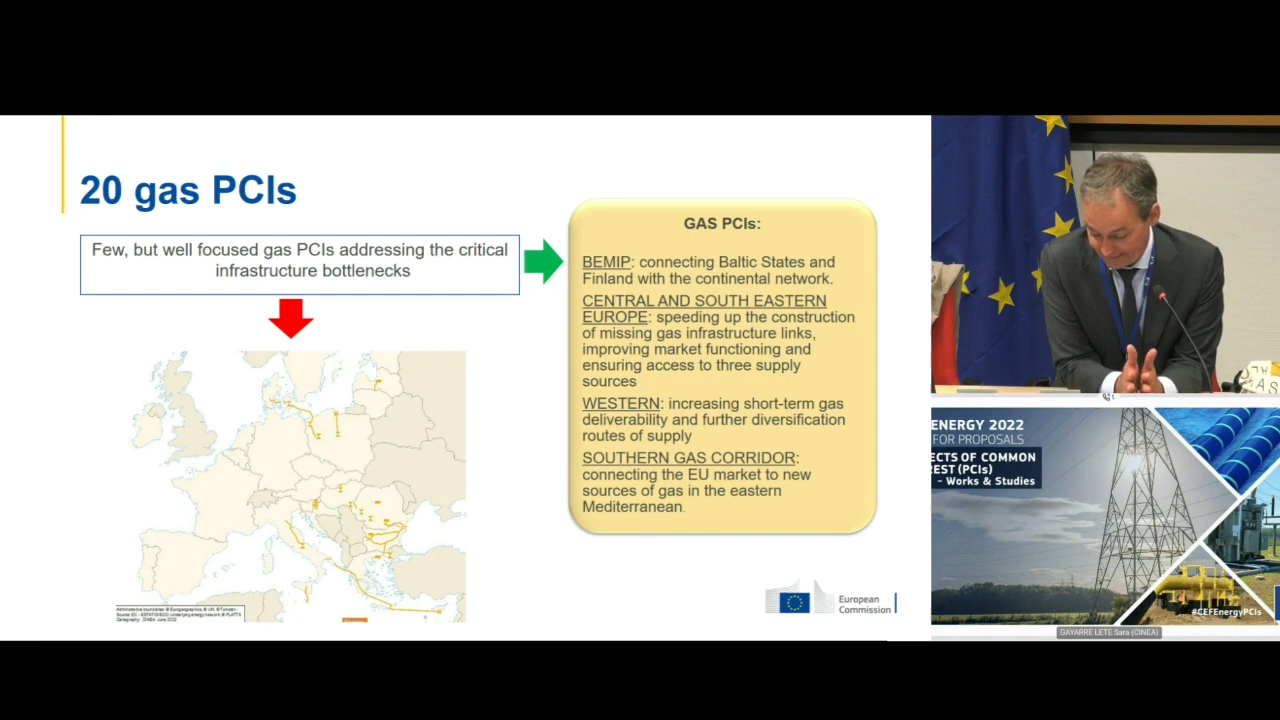 20 gas PCIs
Few, but well focused gas PCIs addressing the critical
infrastructure bottlenecks
GAS PCIs:
BEMIP: connecting Baltic States and
Finland with the continental network.
CENTRAL AND SOUTH EASTERN
EUROPE: speeding up the construction
of missing gas infrastructure links,
improving market functioning and
ensuring access to three supply
sources
WESTERN: increasing short-term gas
deliverability and further diversification
routes of supply
SOUTHERN GAS CORRIDOR:
connecting the EU market to new
sources of gas in the eastern
Mediterranean.
European
Commission
ENERGY 2022
FOR PROPOSALS
ECTS OF COMMON
REST (PCIs)
- Works & Studies
#CEFEnergyPCIs
GAYARRE LETE Sara (CINEA)